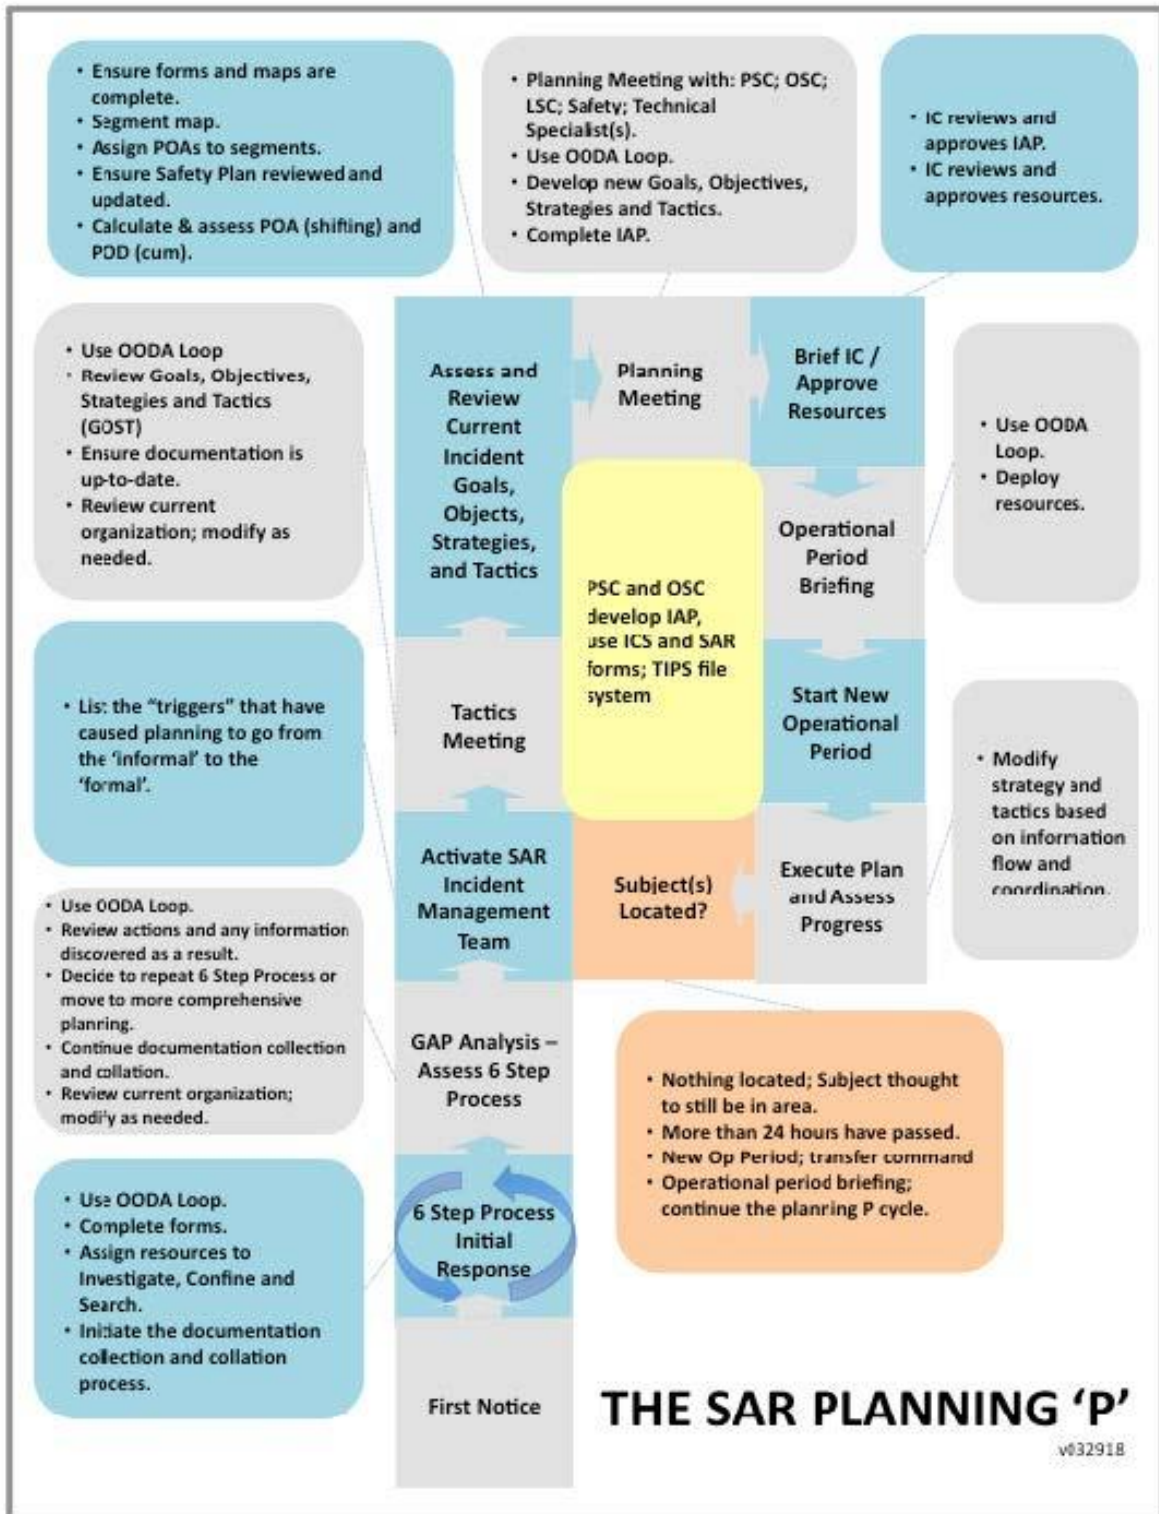 • Ensure forms and maps are
complete.
• Segment map.
• Assign POAs to segments.
• Ensure Safety Plan reviewed and
updated.
• Calculate & assess POA (shifting) and
POD (cum).
• Planning Meeting with: PSC; OSC;
LSC; Safety; Technical
Specialist(s).
• Use OODA Loop.
• Develop new Goals, Objectives,
Strategies and Tactics.
• Complete IAP.
• IC reviews and
approves IAP.
• IC reviews and
approves resources.
• Use OODA Loop
• Review Goals, Objectives,
Strategies and Tactics
(GOST)
• Ensure documentation is
up-to-date.
• Review current
organization; modify as
needed.
Assess and
Review
Current
Incident
Goals,
Objects,
Strategies,
and Tactics
Planning
Meeting
Brief IC /
Approve
Resources
• Use OODA
Loop.
• Deploy
resources.
Operational
Period
Briefing
PSC and OSC
develop IAP,
use ICS and SAR
forms; TIPS file
system
• List the “triggers” that have
caused planning to go from
the ‘informal’ to the
‘formal’.
Tactics
Meeting
Start New
Operational
Period
• Modify
strategy and
tactics based
on information
flow and
coordination.
Activate SAR
Incident
Management
Team
Subject(s)
Located?
Execute Plan
and Assess
Progress
• Use OODA Loop.
• Review actions and any information
discovered as a result.
• Decide to repeat 6 Step Process or
move to more comprehensive
planning.
• Continue documentation collection
and collation.
• Review current organization;
modify as needed.
GAP Analysis –
Assess 6 Step
Process
• Nothing located; Subject thought
to still be in area.
• More than 24 hours have passed.
• New Op Period; transfer command
• Operational period briefing;
continue the planning P cycle.
• Use OODA Loop.
• Complete forms.
• Assign resources to
Investigate, Confine and
Search.
• Initiate the documentation
collection and collation
process.
6 Step Process
Initial
Response
First Notice
THE SAR PLANNING ‘P’
v032918